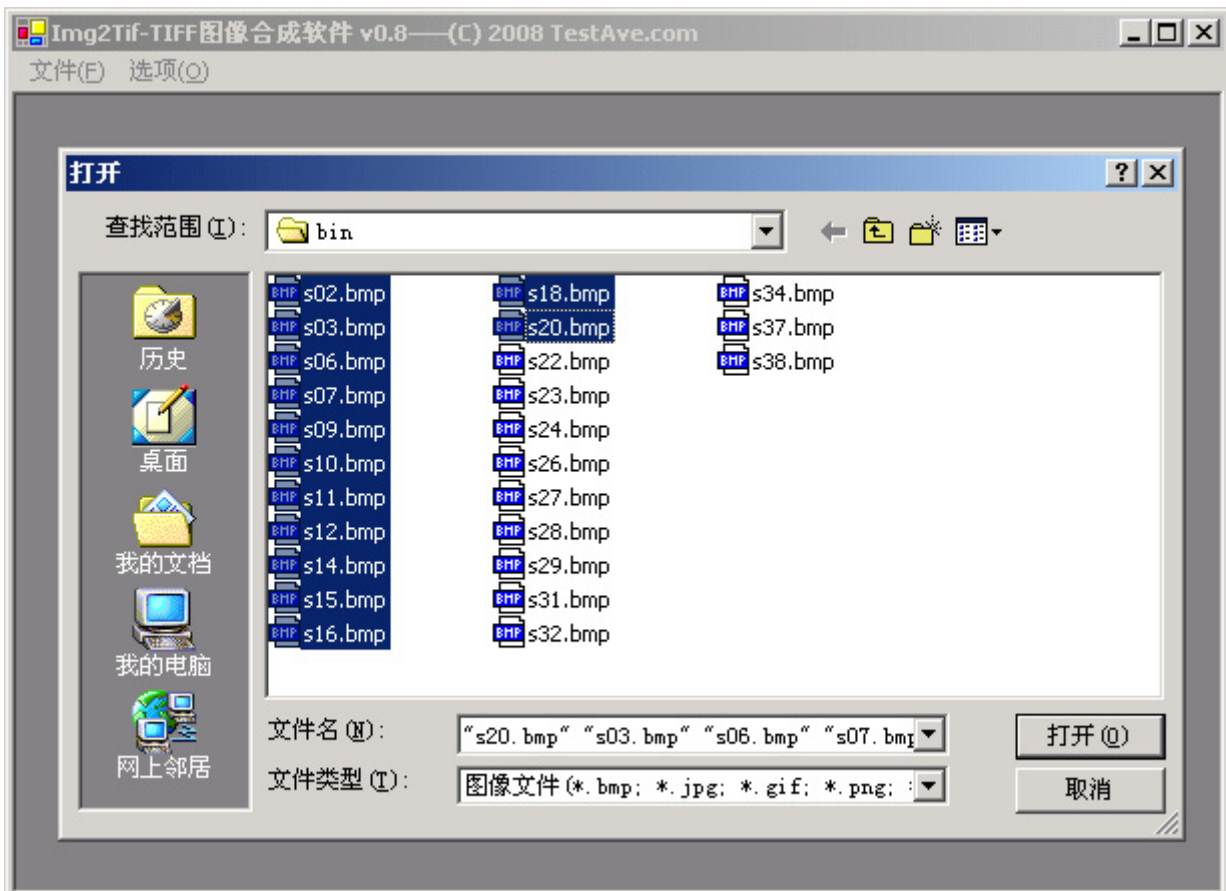 Img2Tif-TIFF图像合成软件 v0.8——(C) 2008 TestAve.com
文件(F) 选项(O)
打开
查找范围(I): bin
s02.bmp s18.bmp s34.bmp
s03.bmp s20.bmp s37.bmp
s06.bmp s22.bmp s38.bmp
s07.bmp s23.bmp
s09.bmp s24.bmp
s10.bmp s26.bmp
s11.bmp s27.bmp
s12.bmp s28.bmp
s14.bmp s29.bmp
s15.bmp s31.bmp
s16.bmp s32.bmp
历史
桌面
我的文档
我的电脑
网上邻居
文件名(N): "s20.bmp" "s03.bmp" "s06.bmp" "s07.bmp 打开(O)
文件类型(T): 图像文件(*.bmp; *.jpg; *.gif; *.png; 取消